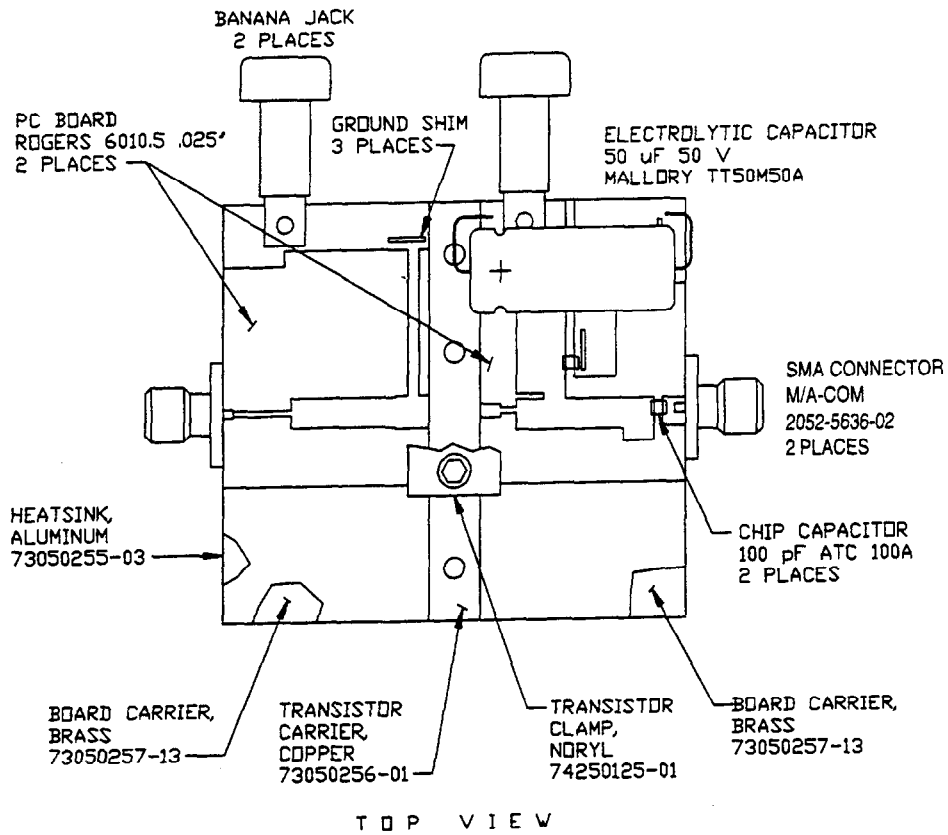 BANANA JACK
2 PLACES
PC BOARD
ROGERS 6010.5 .025"
2 PLACES
GROUND SHIM
3 PLACES
ELECTROLYTIC CAPACITOR
50 uF 50 V
MALLORY TT50M50A
SMA CONNECTOR
M/A-COM
2052-5636-02
2 PLACES
HEATSINK,
ALUMINUM
73050255-03
CHIP CAPACITOR
100 pF ATC 100A
2 PLACES
BOARD CARRIER,
BRASS
73050257-13
TRANSISTOR
CARRIER,
COPPER
73050256-01
TRANSISTOR
CLAMP,
NORYL
74250125-01
BOARD CARRIER,
BRASS
73050257-13
TOP VIEW